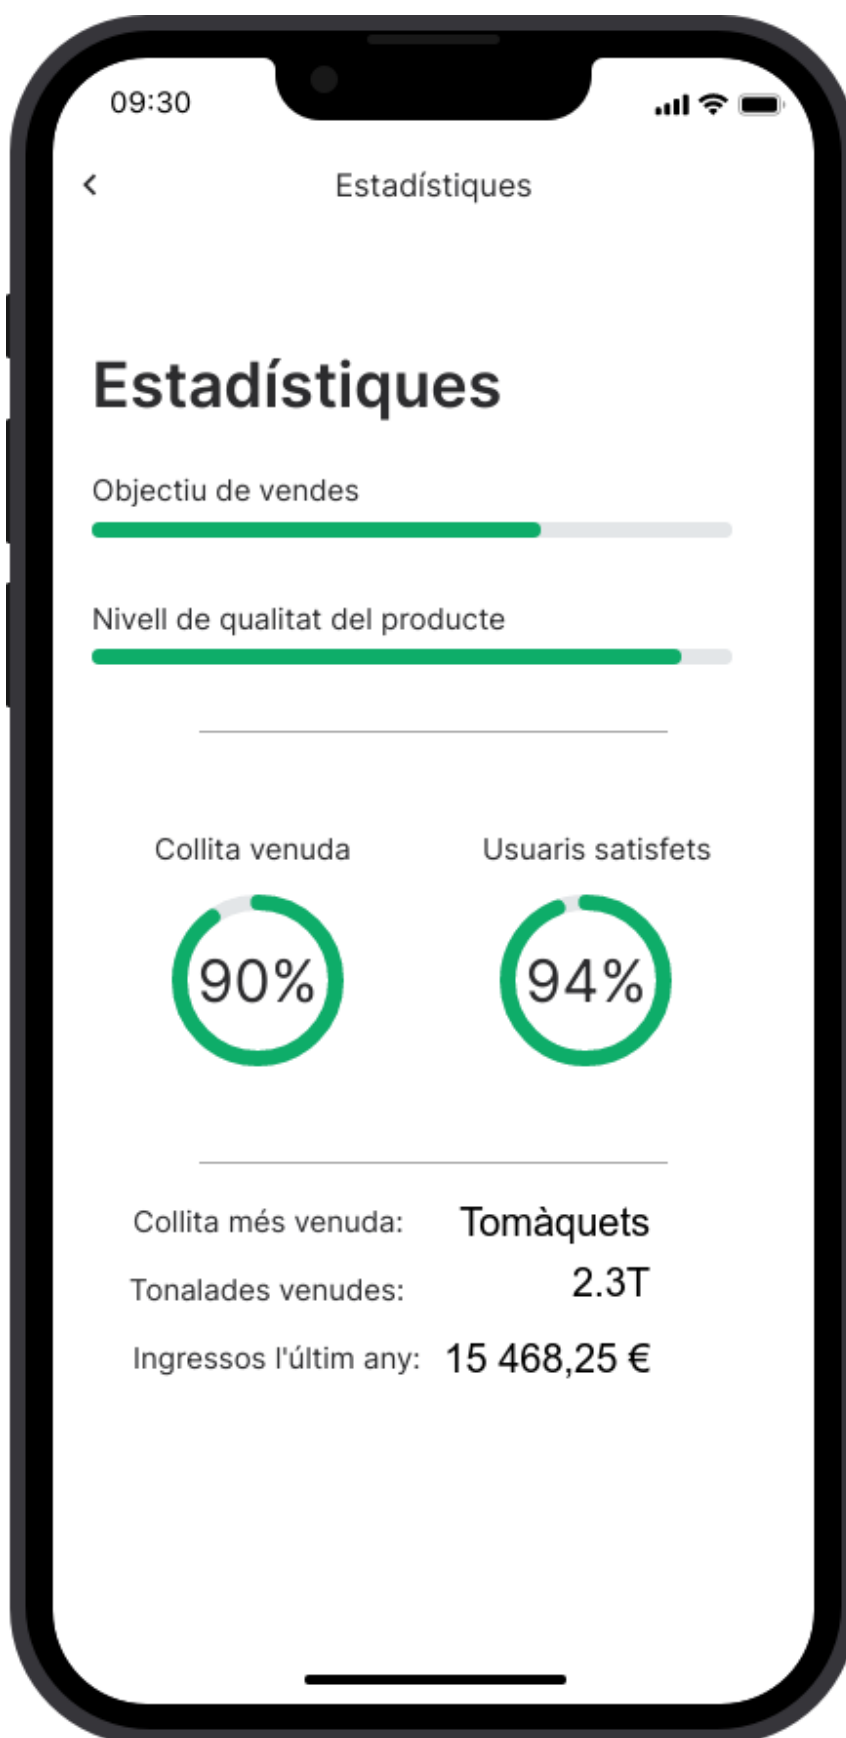 09:30
Estadístiques
Estadístiques
Objectiu de vendes
Nivell de qualitat del producte
Collita venuda Usuaris satisfets
90% 94%
Collita més venuda: Tomàquets
Tonalades venudes: 2.3T
Ingressos l'últim any: 15 468,25 €